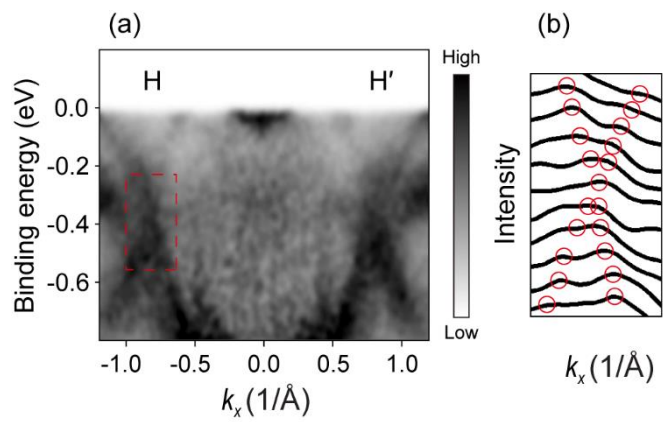 (a)
(b)
H
H′
High
Low
Binding energy (eV)
0.0
-0.2
-0.4
-0.6
-1.0
-0.5
0.0
0.5
1.0
kₓ (1/Å)
Intensity
kₓ (1/Å)